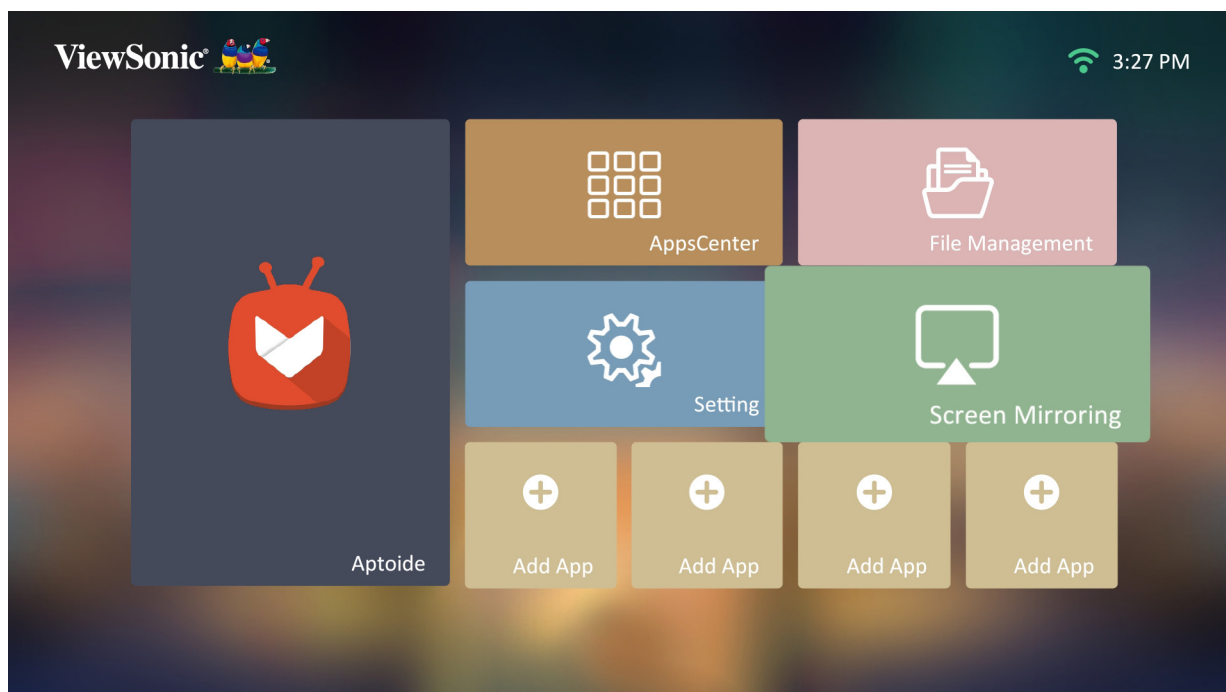 ViewSonic®
3:27 PM
AppsCenter
File Management
Setting
Screen Mirroring
Aptoide
Add App
Add App
Add App
Add App